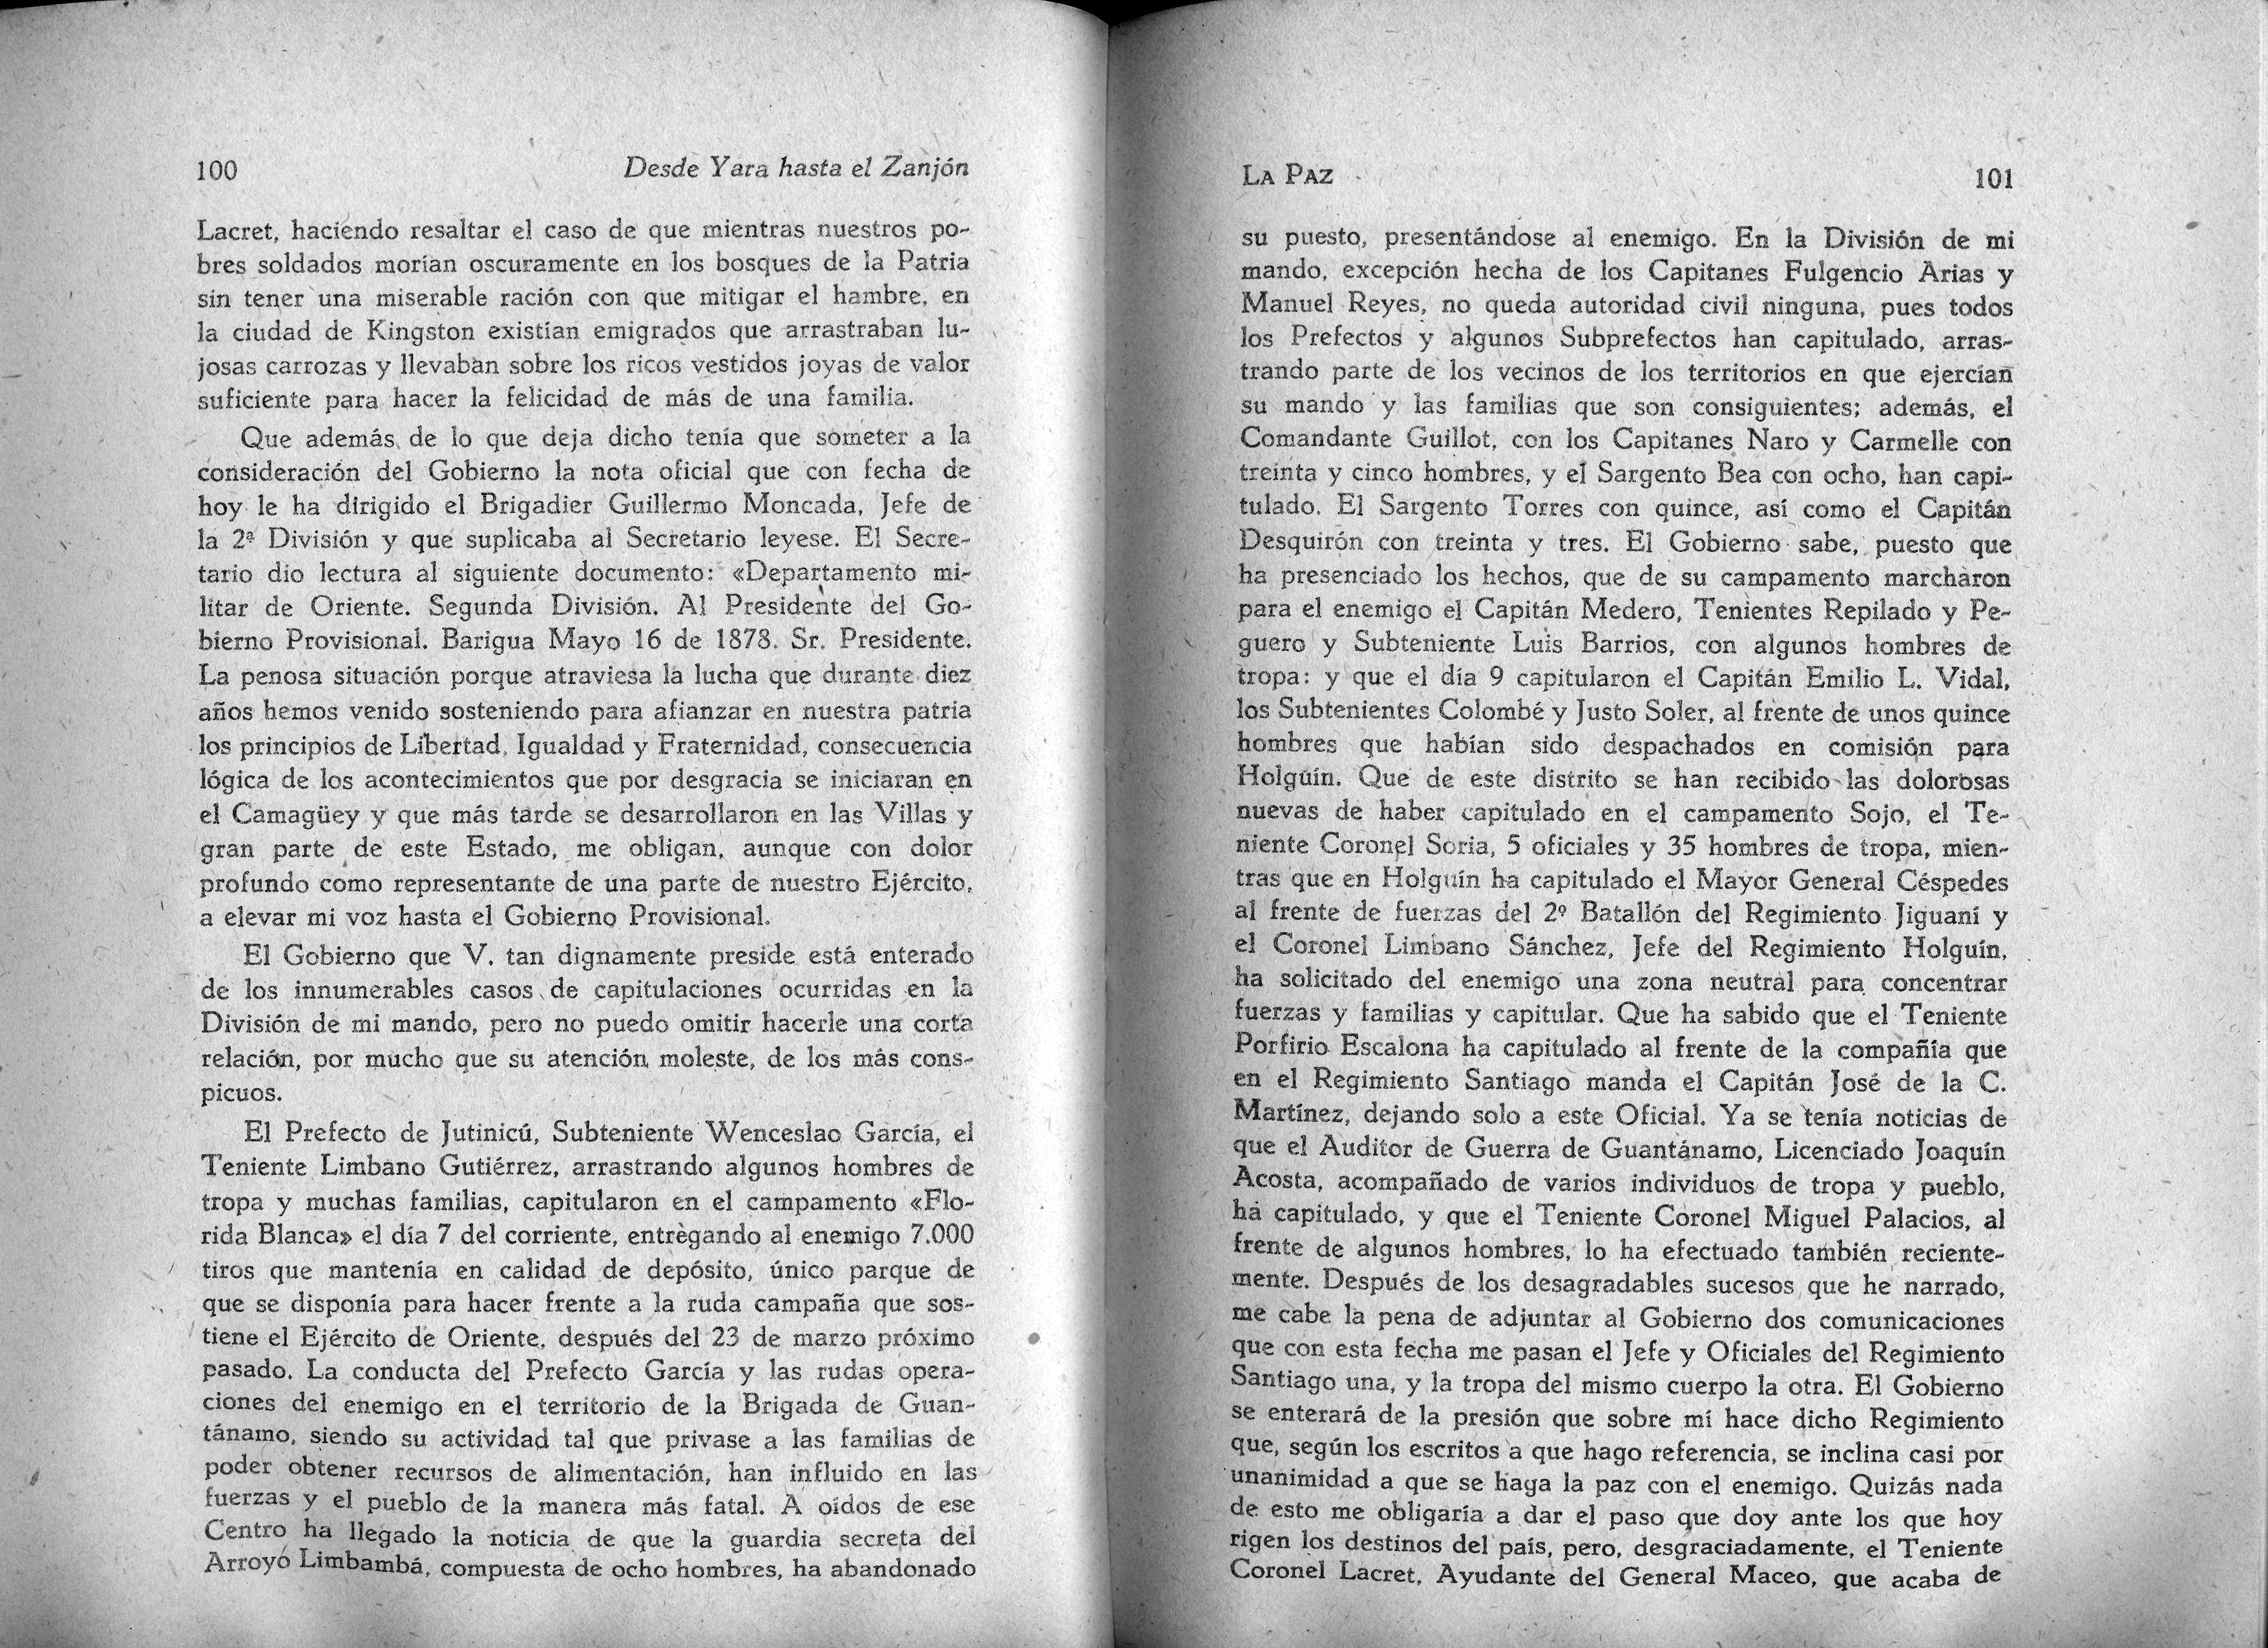 100 Desde Yara hasta el Zanjón
Lacret, haciendo resaltar el caso de que mientras nuestros po-
bres soldados morían oscuramente en los bosques de la Patria
sin tener una miserable ración con que mitigar el hambre, en
la ciudad de Kingston existían emigrados que arrastraban lu-
josas carrozas y llevaban sobre los ricos vestidos joyas de valor
suficiente para hacer la felicidad de más de una familia.
Que además de lo que deja dicho tenía que someter a la
consideración del Gobierno la nota oficial que con fecha de
hoy le ha dirigido el Brigadier Guillermo Moncada, Jefe de
la 2ª División y que suplicaba al Secretario leyese. El Secre-
tario dio lectura al siguiente documento: «Departamento mi-
litar de Oriente. Segunda División. Al Presidente del Go-
bierno Provisional. Barigua Mayo 16 de 1878. Sr. Presidente.
La penosa situación porque atraviesa la lucha que durante diez
años hemos venido sosteniendo para afianzar en nuestra patria
los principios de Libertad, Igualdad y Fraternidad, consecuencia
lógica de los acontecimientos que por desgracia se iniciaran en
el Camagüey y que más tarde se desarrollaron en las Villas y
gran parte de este Estado, me obligan, aunque con dolor
profundo como representante de una parte de nuestro Ejército,
a elevar mi voz hasta el Gobierno Provisional.
El Gobierno que V. tan dignamente preside está enterado
de los innumerables casos de capitulaciones ocurridas en la
División de mi mando, pero no puedo omitir hacerle una corta
relación, por mucho que su atención moleste, de los más cons-
picuos.
El Prefecto de Jutinicú, Subteniente Wenceslao García, el
Teniente Limbano Gutiérrez, arrastrando algunos hombres de
tropa y muchas familias, capitularon en el campamento «Flo-
rida Blanca» el día 7 del corriente, entregando al enemigo 7.000
tiros que mantenía en calidad de depósito, único parque de
que se disponía para hacer frente a la ruda campaña que sos-
tiene el Ejército de Oriente, después del 23 de marzo próximo
pasado. La conducta del Prefecto García y las rudas opera-
ciones del enemigo en el territorio de la Brigada de Guan-
tánamo, siendo su actividad tal que privase a las familias de
poder obtener recursos de alimentación, han influido en las
fuerzas y el pueblo de la manera más fatal. A oídos de ese
Centro ha llegado la noticia de que la guardia secreta del
Arroyó Limbambá, compuesta de ocho hombres, ha abandonado
La Paz 101
su puesto, presentándose al enemigo. En la División de mi
mando, excepción hecha de los Capitanes Fulgencio Arias y
Manuel Reyes, no queda autoridad civil ninguna, pues todos
los Prefectos y algunos Subprefectos han capitulado, arras-
trando parte de los vecinos de los territorios en que ejercían
su mando y las familias que son consiguientes; además, el
Comandante Guillot, con los Capitanes Naro y Carmelle con
treinta y cinco hombres, y el Sargento Bea con ocho, han capi-
tulado. El Sargento Torres con quince, así como el Capitán
Desquirón con treinta y tres. El Gobierno sabe, puesto que
ha presenciado los hechos, que de su campamento marcharon
para el enemigo el Capitán Medero, Tenientes Repilado y Pe-
guero y Subteniente Luis Barrios, con algunos hombres de
tropa: y que el día 9 capitularon el Capitán Emilio L. Vidal,
los Subtenientes Colombé y Justo Soler, al frente de unos quince
hombres que habían sido despachados en comisión para
Holguín. Que de este distrito se han recibido las dolorosas
nuevas de haber capitulado en el campamento Sojo, el Te-
niente Coronel Soria, 5 oficiales y 35 hombres de tropa, mien-
tras que en Holguín ha capitulado el Mayor General Céspedes
al frente de fuerzas del 2º Batallón del Regimiento Jiguaní y
el Coronel Limbano Sánchez, Jefe del Regimiento Holguín,
ha solicitado del enemigo una zona neutral para concentrar
fuerzas y familias y capitular. Que ha sabido que el Teniente
Porfirio Escalona ha capitulado al frente de la compañía que
en el Regimiento Santiago manda el Capitán José de la C.
Martínez, dejando solo a este Oficial. Ya se tenía noticias de
que el Auditor de Guerra de Guantánamo, Licenciado Joaquín
Acosta, acompañado de varios individuos de tropa y pueblo,
ha capitulado, y que el Teniente Coronel Miguel Palacios, al
frente de algunos hombres, lo ha efectuado también reciente-
mente. Después de los desagradables sucesos que he narrado,
me cabe la pena de adjuntar al Gobierno dos comunicaciones
que con esta fecha me pasan el Jefe y Oficiales del Regimiento
Santiago una, y la tropa del mismo cuerpo la otra. El Gobierno
se enterará de la presión que sobre mí hace dicho Regimiento
que, según los escritos a que hago referencia, se inclina casi por
unanimidad a que se haga la paz con el enemigo. Quizás nada
de esto me obligaría a dar el paso que doy ante los que hoy
rigen los destinos del país, pero, desgraciadamente, el Teniente
Coronel Lacret, Ayudante del General Maceo, que acaba de